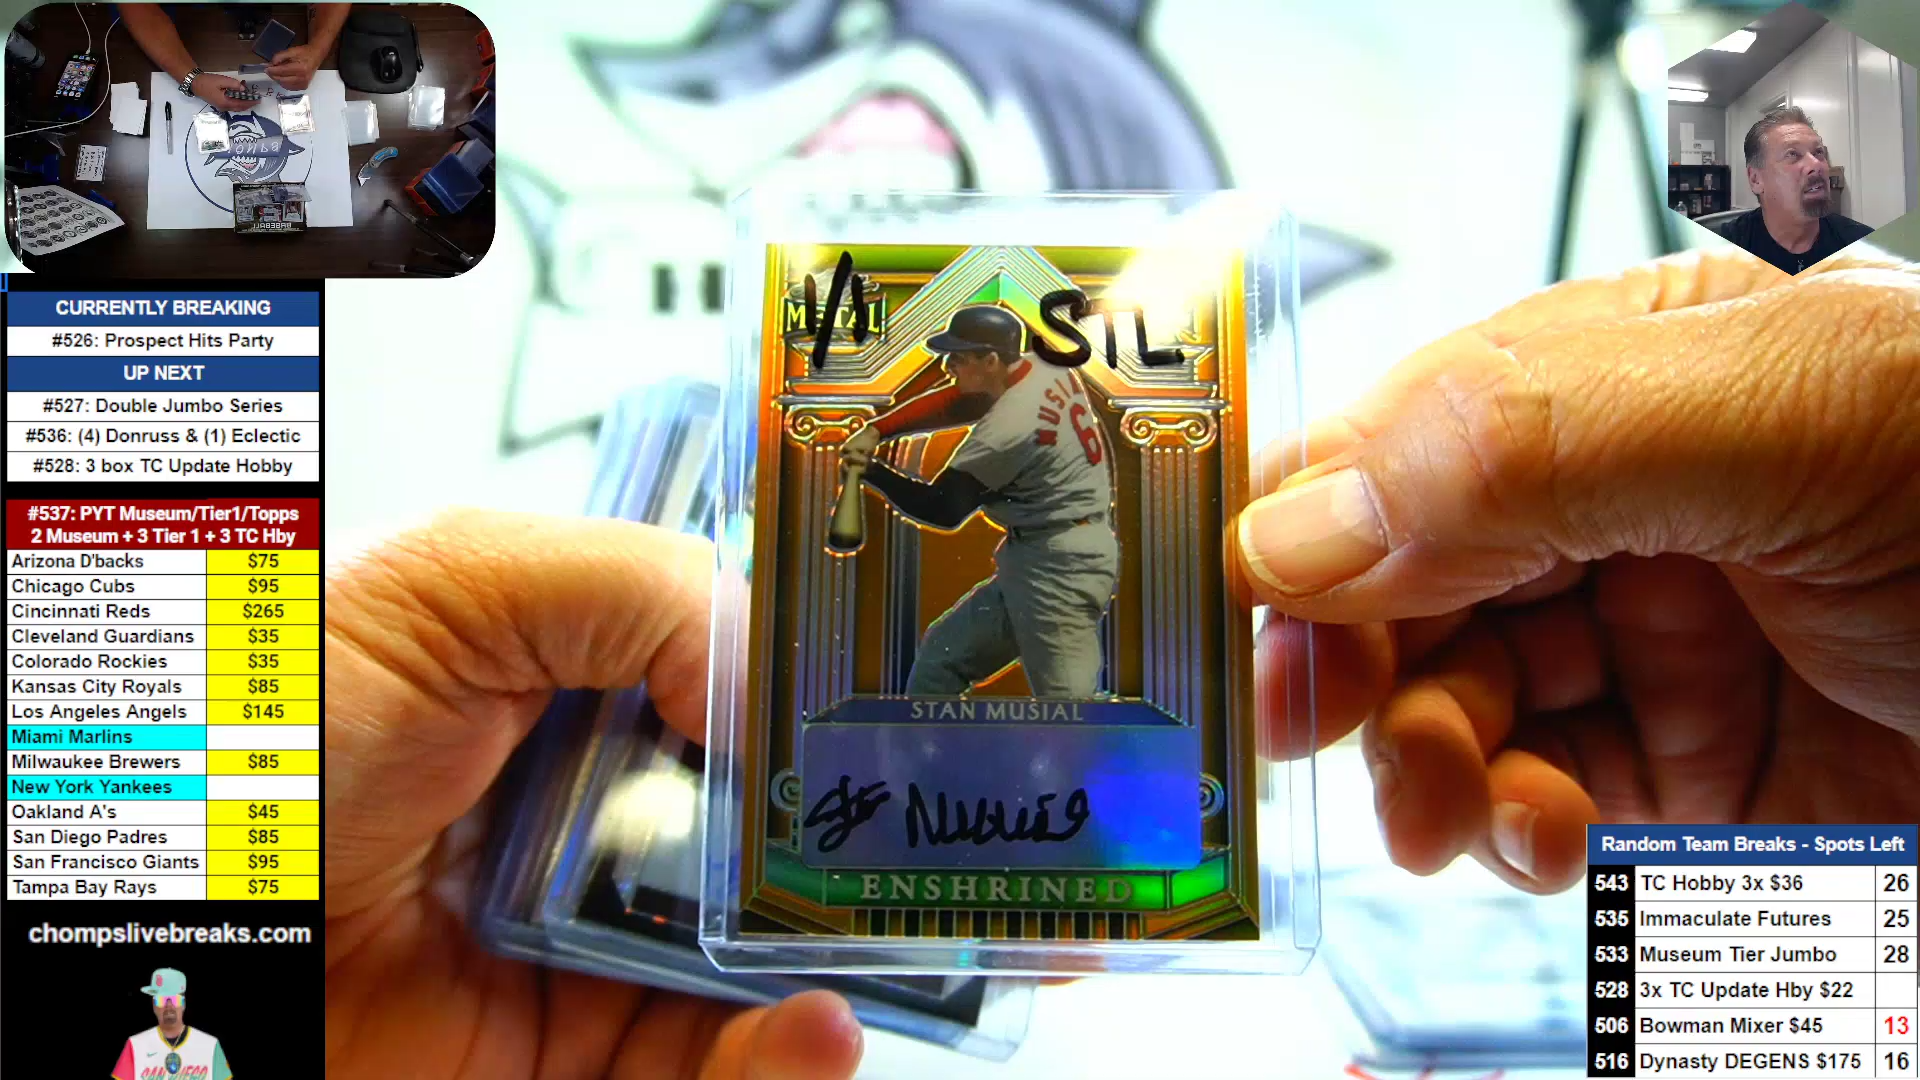 CURRENTLY BREAKING
#526: Prospect Hits Party
UP NEXT
#527: Double Jumbo Series
#536: (4) Donruss & (1) Eclectic
#528: 3 box TC Update Hobby
#537: PYT Museum/Tier1/Topps
2 Museum + 3 Tier 1 + 3 TC Hby
Arizona D'backs $75
Chicago Cubs $95
Cincinnati Reds $265
Cleveland Guardians $35
Colorado Rockies $35
Kansas City Royals $85
Los Angeles Angels $145
Miami Marlins
Milwaukee Brewers $85
New York Yankees
Oakland A's $45
San Diego Padres $85
San Francisco Giants $95
Tampa Bay Rays $75
chompslivebreaks.com
SAN DIEGO
1/1 STL
METAL
MUSIAL
6
STAN MUSIAL
ENSHRINED
Random Team Breaks - Spots Left
543 TC Hobby 3x $36 26
535 Immaculate Futures 25
533 Museum Tier Jumbo 28
528 3x TC Update Hby $22
506 Bowman Mixer $45 13
516 Dynasty DEGENS $175 16